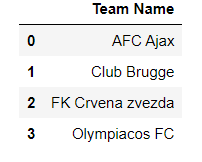 Team Name
0 AFC Ajax
1 Club Brugge
2 FK Crvena zvezda
3 Olympiacos FC